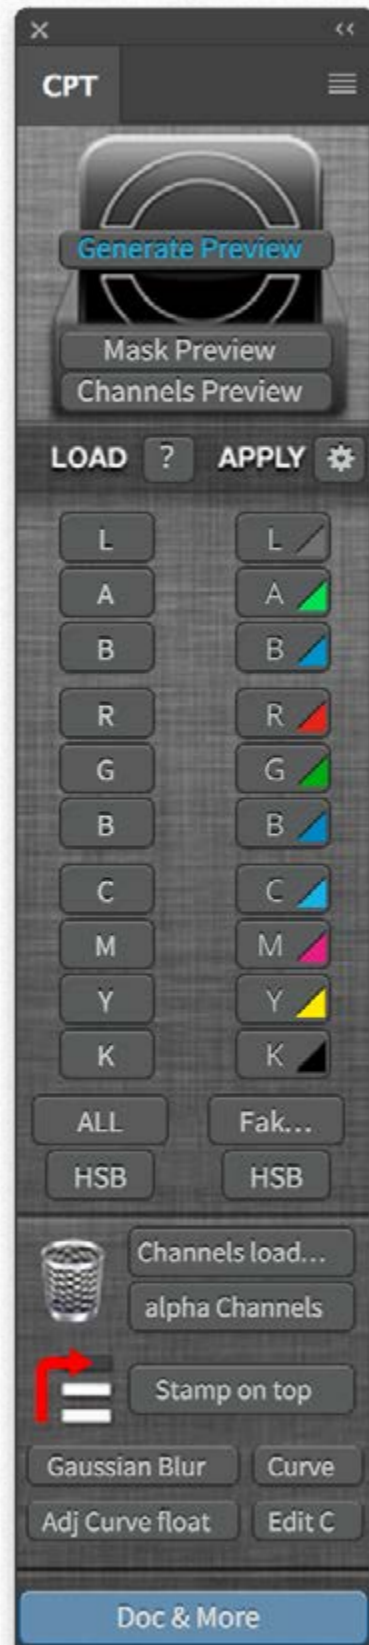 CPT
Generate Preview
Mask Preview
Channels Preview
LOAD ? APPLY
L L
A A
B B
R R
G G
B B
C C
M M
Y Y
K K
ALL Fak...
HSB HSB
Channels load...
alpha Channels
Stamp on top
Gaussian Blur Curve
Adj Curve float Edit C
Doc & More